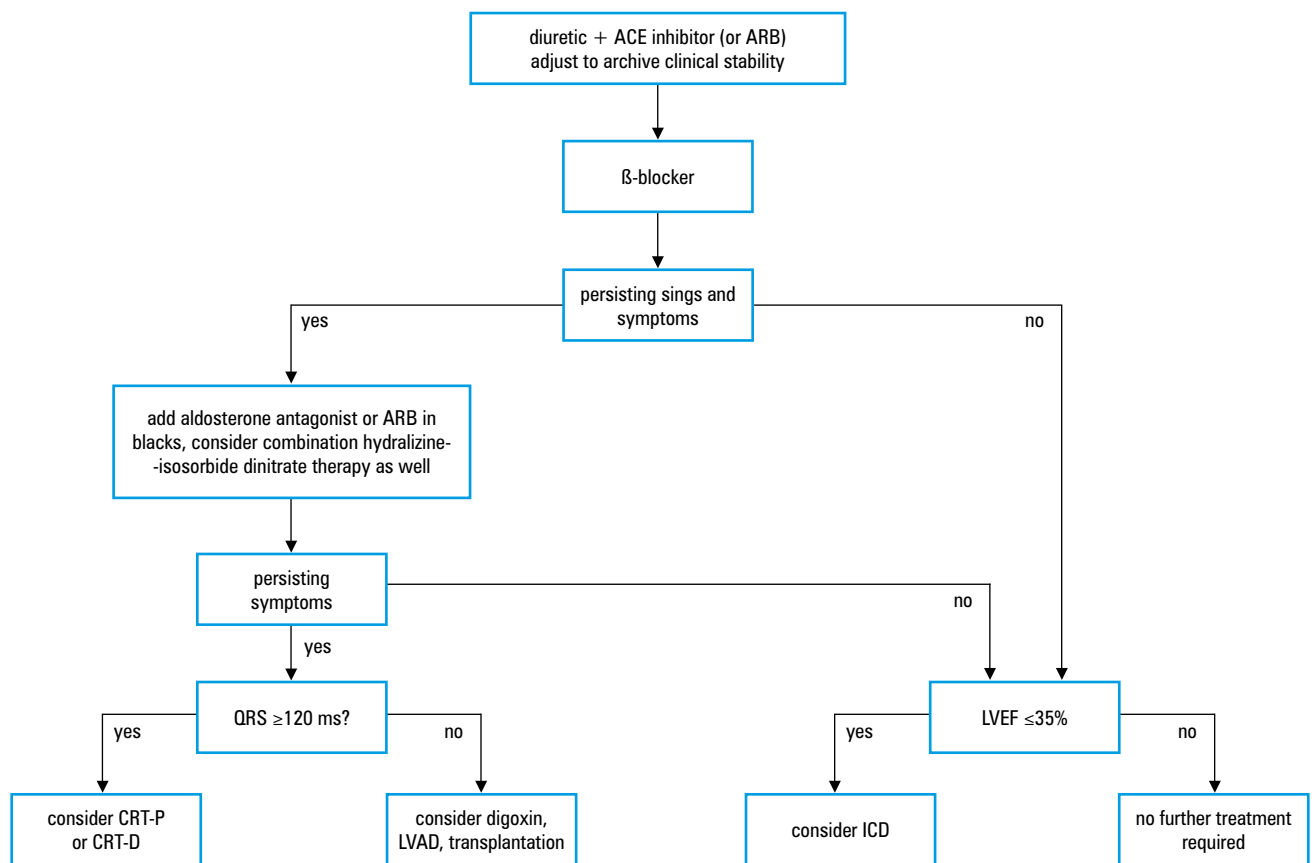 diuretic + ACE inhibitor (or ARB)
adjust to archive clinical stability
ß-blocker
persisting sings and
symptoms
yes
no
add aldosterone antagonist or ARB in
blacks, consider combination hydralizine-
-isosorbide dinitrate therapy as well
persisting
symptoms
no
yes
QRS ≥120 ms?
LVEF ≤35%
yes
no
yes
no
consider CRT-P
or CRT-D
consider digoxin,
LVAD, transplantation
consider ICD
no further treatment
required